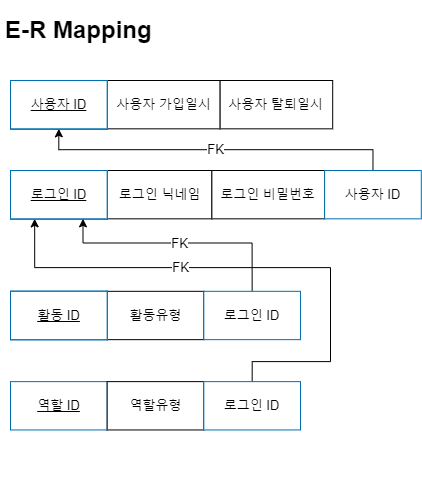 E-R Mapping
사용자 ID 사용자 가입일시 사용자 탈퇴일시
FK
로그인 ID 로그인 닉네임 로그인 비밀번호 사용자 ID
FK
FK
활동 ID 활동유형 로그인 ID
역할 ID 역할유형 로그인 ID